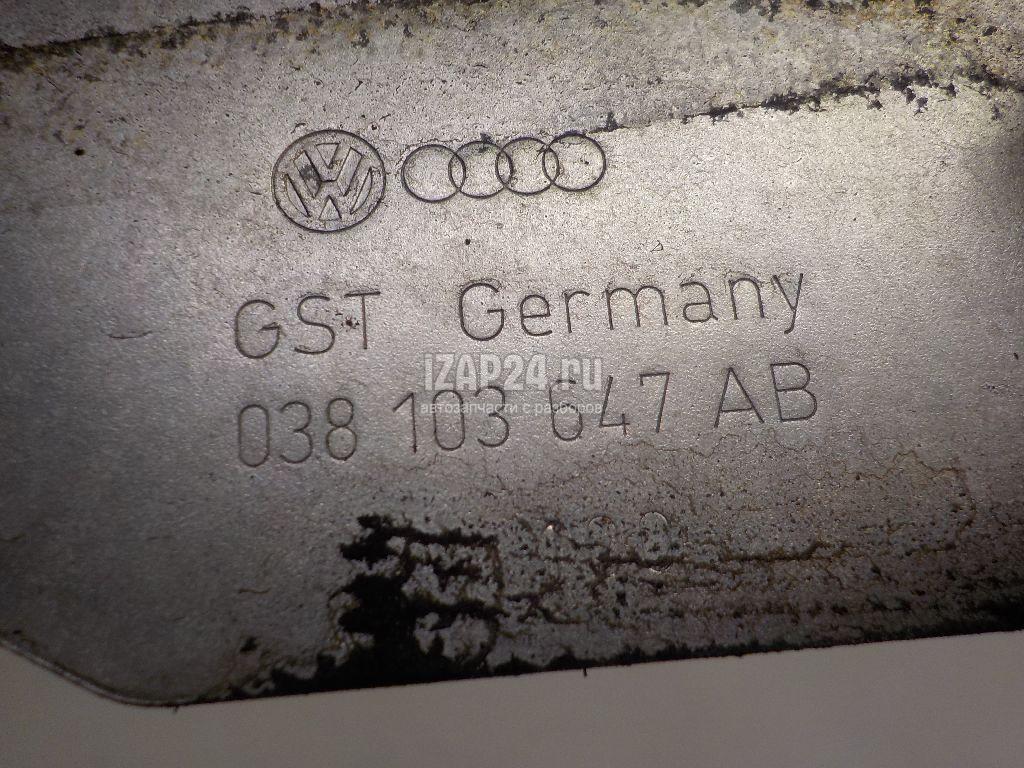 GST Germany
iZAP24.ru
038 103 647 AB
автозапчасти с разборов